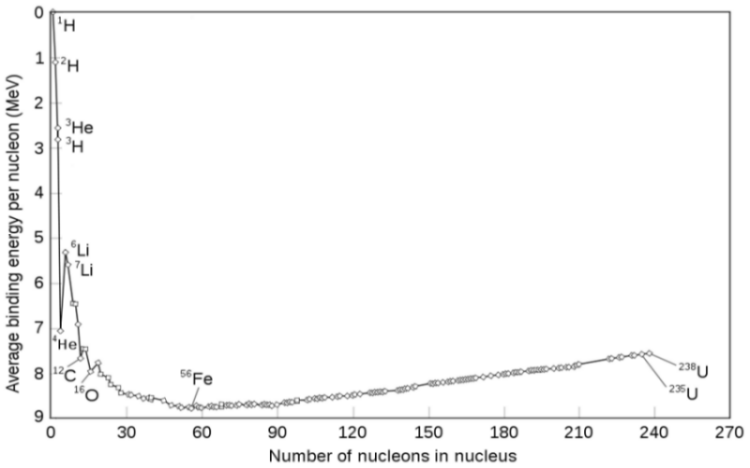 0
¹H
1
²H
2
³He
3
³H
4
5
⁶Li
⁷Li
6
7
⁴He
8
¹²C
¹⁶O
⁵⁶Fe
²³⁸U
²³⁵U
9
0 30 60 90 120 150 180 210 240 270
Number of nucleons in nucleus
Average binding energy per nucleon (MeV)